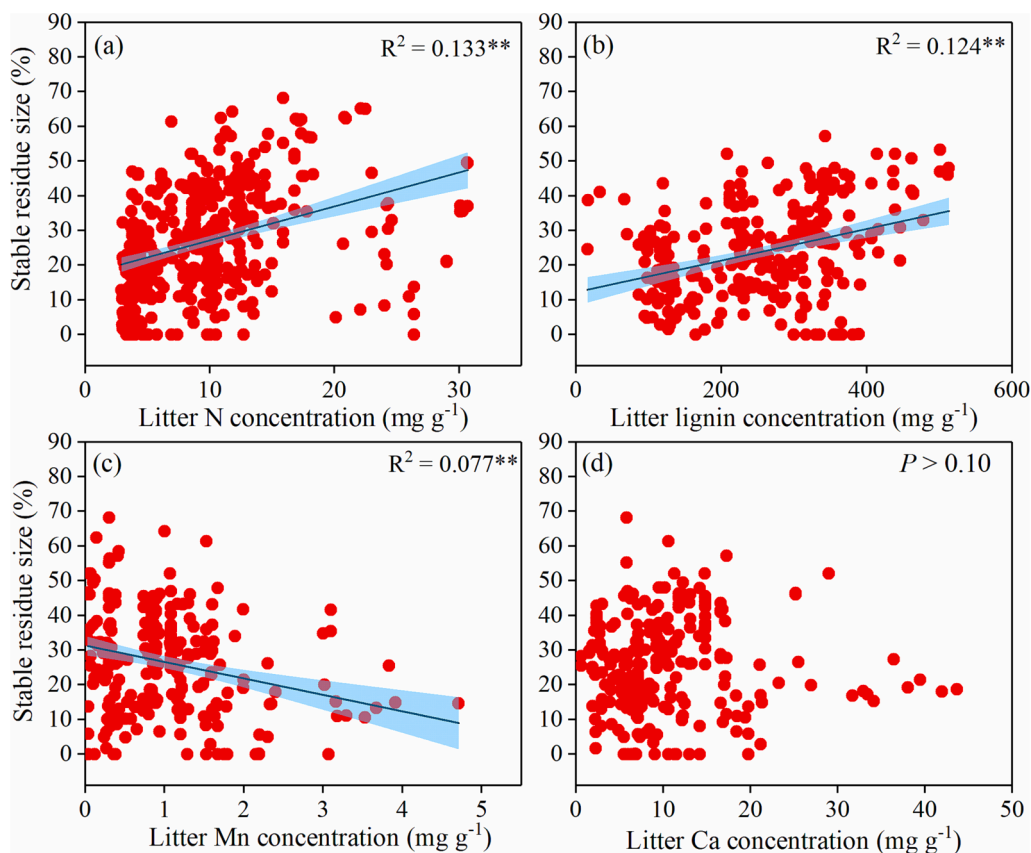 (a)
R² = 0.133**
Stable residue size (%)
90
80
70
60
50
40
30
20
10
0
0 10 20 30
Litter N concentration (mg g⁻¹)
(b)
R² = 0.124**
90
80
70
60
50
40
30
20
10
0
0 200 400 600
Litter lignin concentration (mg g⁻¹)
(c)
R² = 0.077**
Stable residue size (%)
90
80
70
60
50
40
30
20
10
0
0 1 2 3 4 5
Litter Mn concentration (mg g⁻¹)
(d)
P > 0.10
90
80
70
60
50
40
30
20
10
0
0 10 20 30 40 50
Litter Ca concentration (mg g⁻¹)